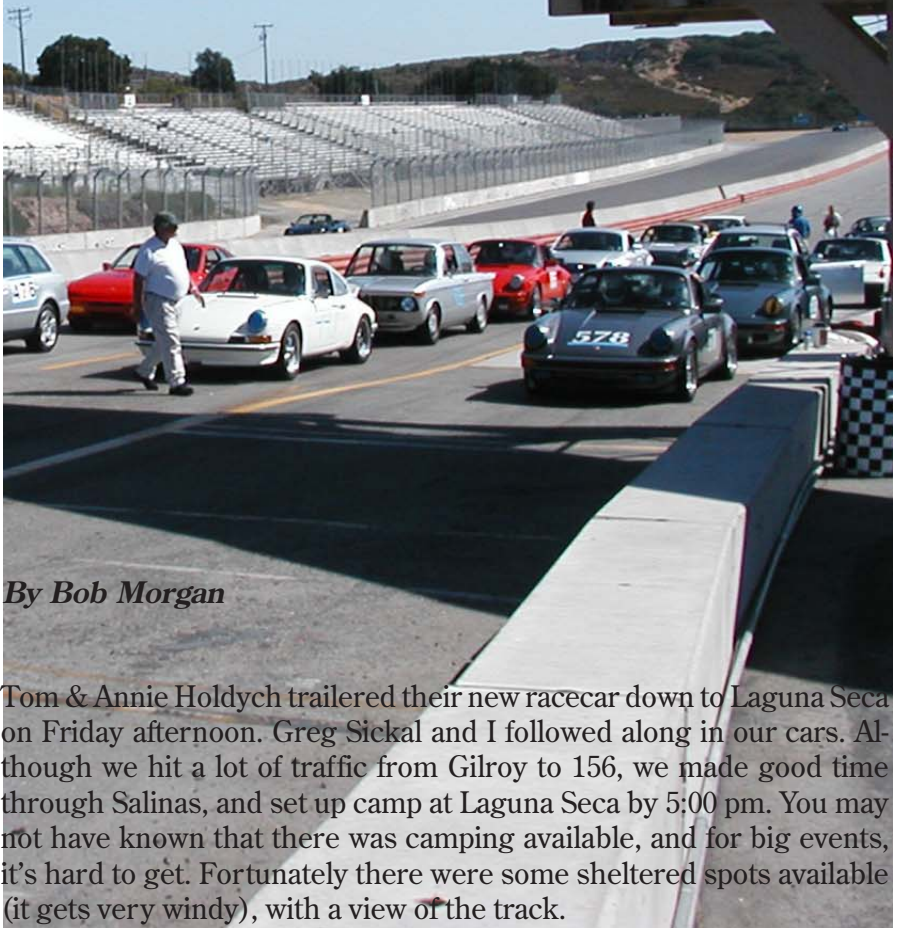 476
578
By Bob Morgan
Tom & Annie Holdych trailered their new racecar down to Laguna Seca
on Friday afternoon. Greg Sickal and I followed along in our cars. Al-
though we hit a lot of traffic from Gilroy to 156, we made good time
through Salinas, and set up camp at Laguna Seca by 5:00 pm. You may
not have known that there was camping available, and for big events,
it's hard to get. Fortunately there were some sheltered spots available
(it gets very windy), with a view of the track.